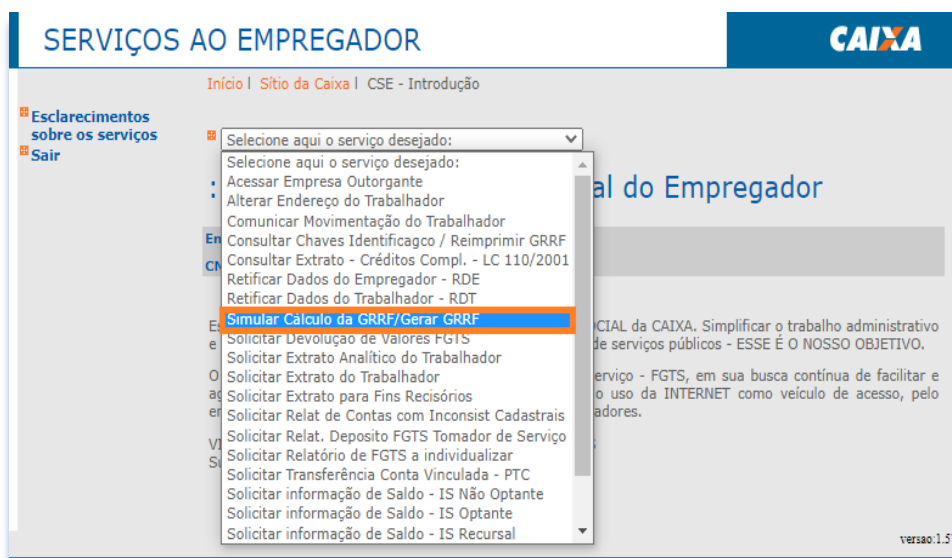 SERVIÇOS AO EMPREGADOR
CAIXA
Início | Sítio da Caixa | CSE - Introdução
Esclarecimentos
sobre os serviços
Sair
Selecione aqui o serviço desejado:
Selecione aqui o serviço desejado:
Acessar Empresa Outorgante
Alterar Endereço do Trabalhador
Comunicar Movimentação do Trabalhador
Consultar Chaves Identificagco / Reimprimir GRRF
Consultar Extrato - Créditos Compl. - LC 110/2001
Retificar Dados do Empregador - RDE
Retificar Dados do Trabalhador - RDT
Simular Cálculo da GRRF/Gerar GRRF
Solicitar Devolução de Valores FGTS
Solicitar Extrato Analítico do Trabalhador
Solicitar Extrato do Trabalhador
Solicitar Extrato para Fins Recisórios
Solicitar Relat de Contas com Inconsist Cadastrais
Solicitar Relat. Deposito FGTS Tomador de Serviço
Solicitar Relatório de FGTS a individualizar
Solicitar Transferência Conta Vinculada - PTC
Solicitar informação de Saldo - IS Não Optante
Solicitar informação de Saldo - IS Optante
Solicitar informação de Saldo - IS Recursal
: al do Empregador
En
CN
CIAL da CAIXA. Simplificar o trabalho administrativo
e de serviços públicos - ESSE É O NOSSO OBJETIVO.
O erviço - FGTS, em sua busca contínua de facilitar e
ag o uso da INTERNET como veículo de acesso, pelo
en adores.
VI S
Su
versao:1.5